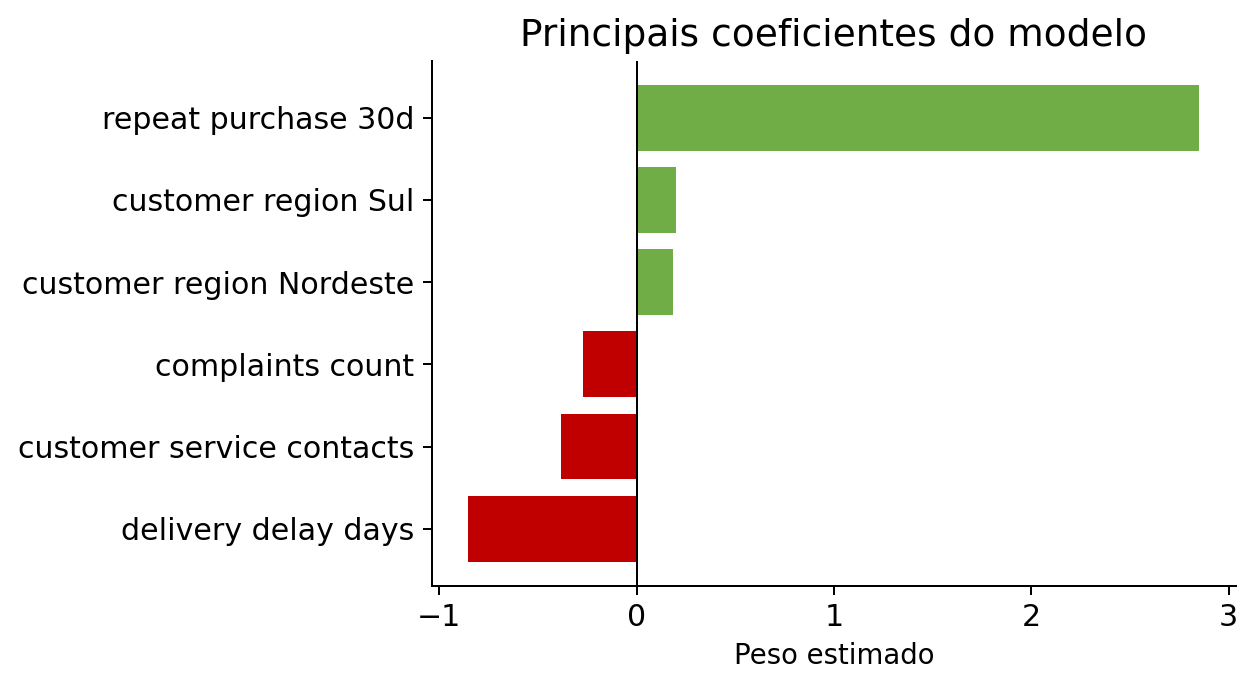 Principais coeficientes do modelo
repeat purchase 30d
customer region Sul
customer region Nordeste
complaints count
customer service contacts
delivery delay days
−1 0 1 2 3
Peso estimado